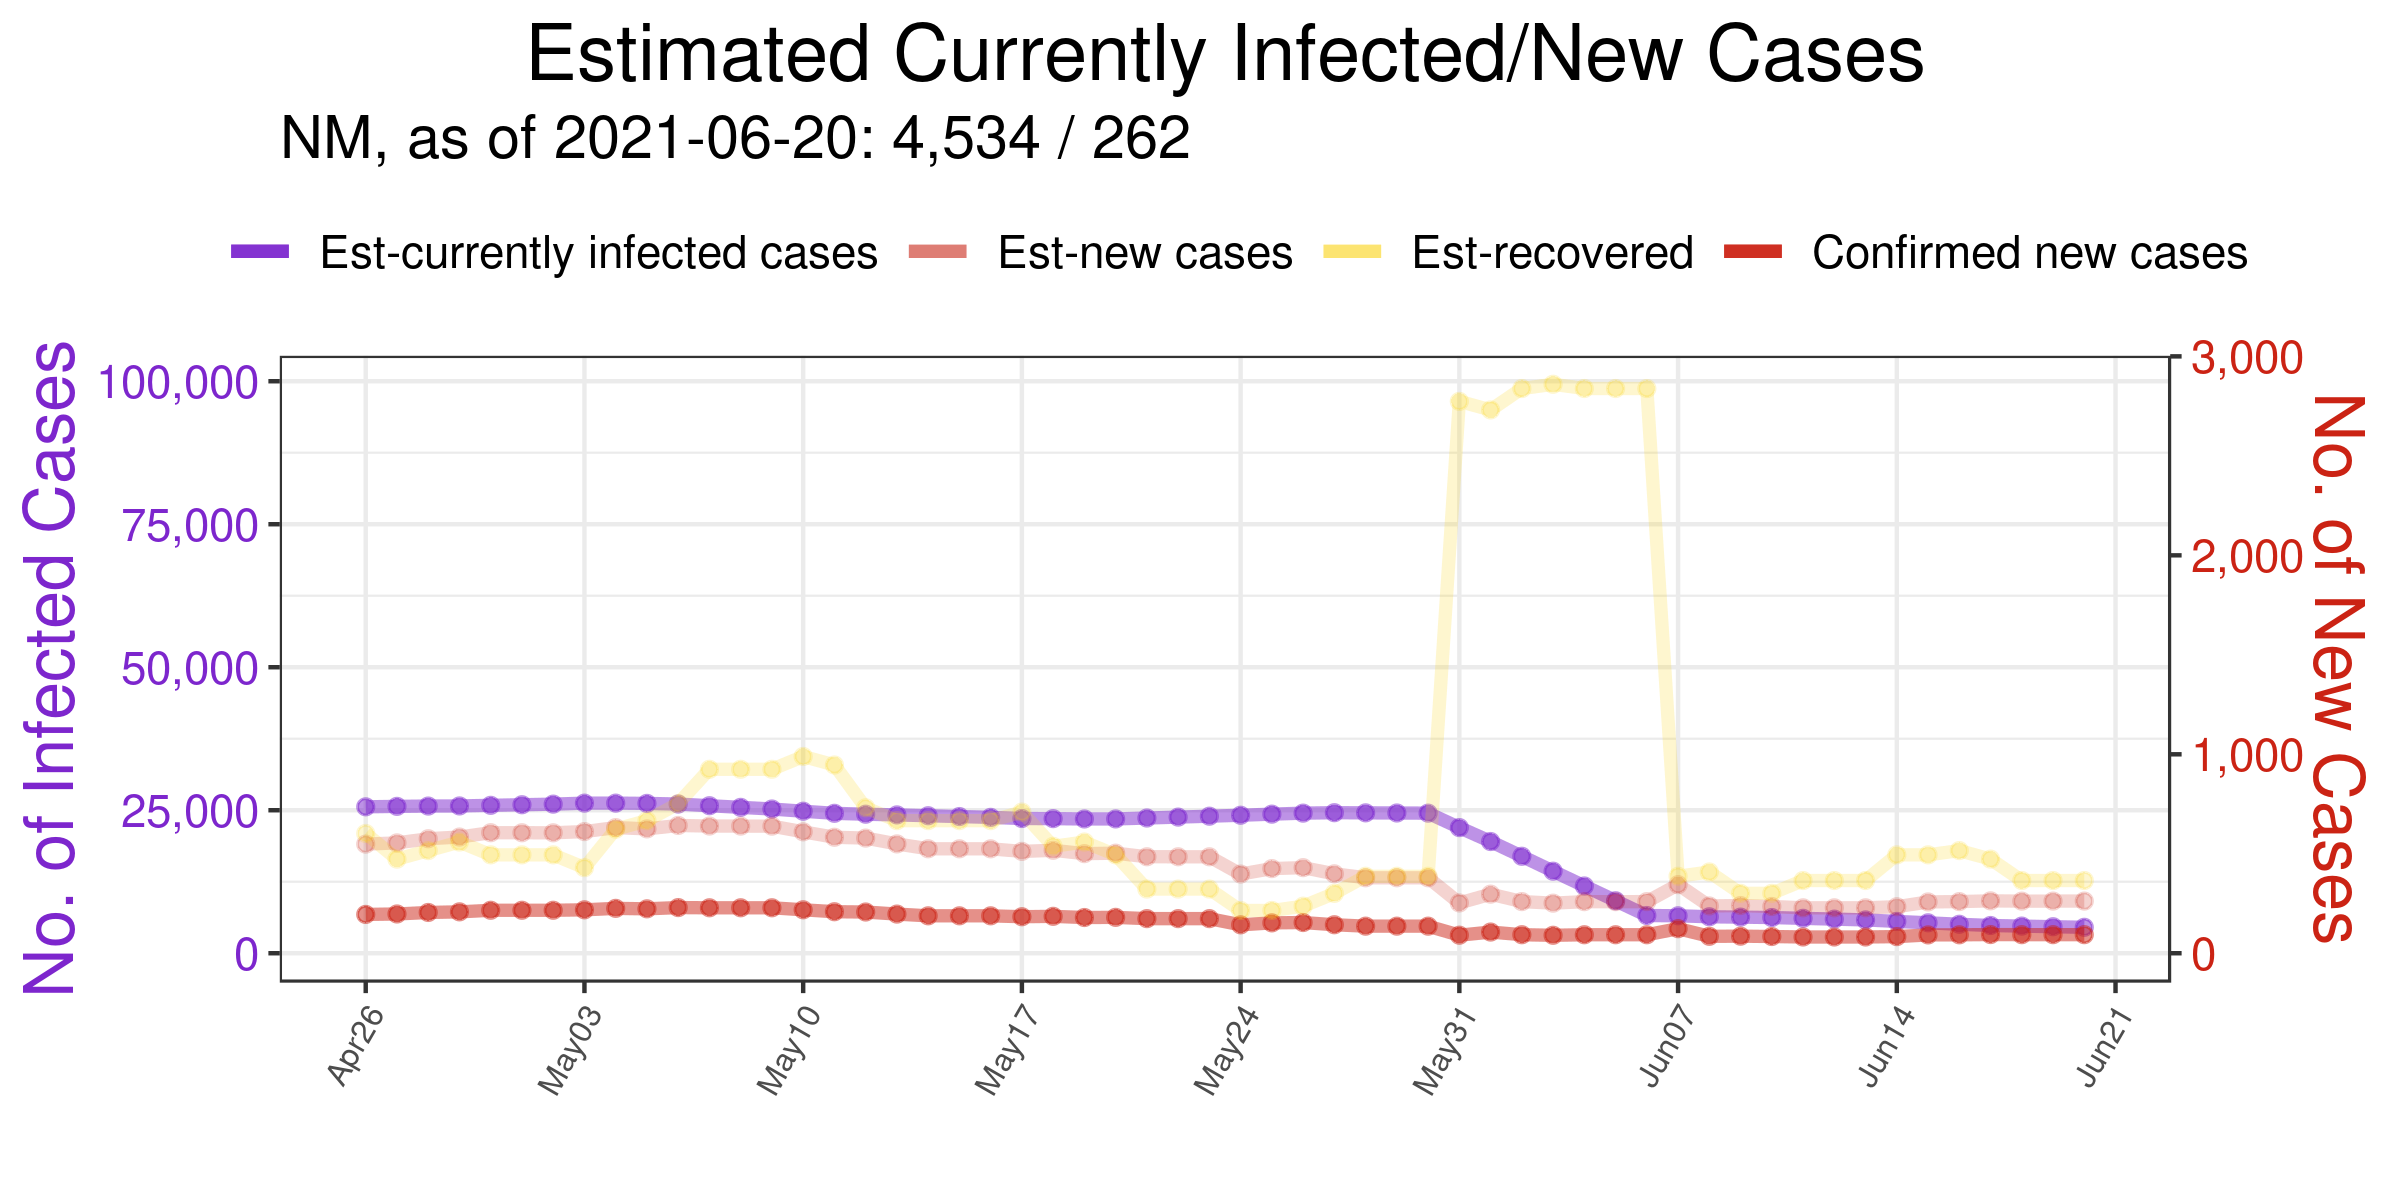 Estimated Currently Infected/New Cases
NM, as of 2021-06-20: 4,534 / 262
Est-currently infected cases Est-new cases Est-recovered Confirmed new cases
No. of Infected Cases
100,000
75,000
50,000
25,000
0
3,000
2,000
1,000
0
No. of New Cases
Apr26 May03 May10 May17 May24 May31 Jun07 Jun14 Jun21